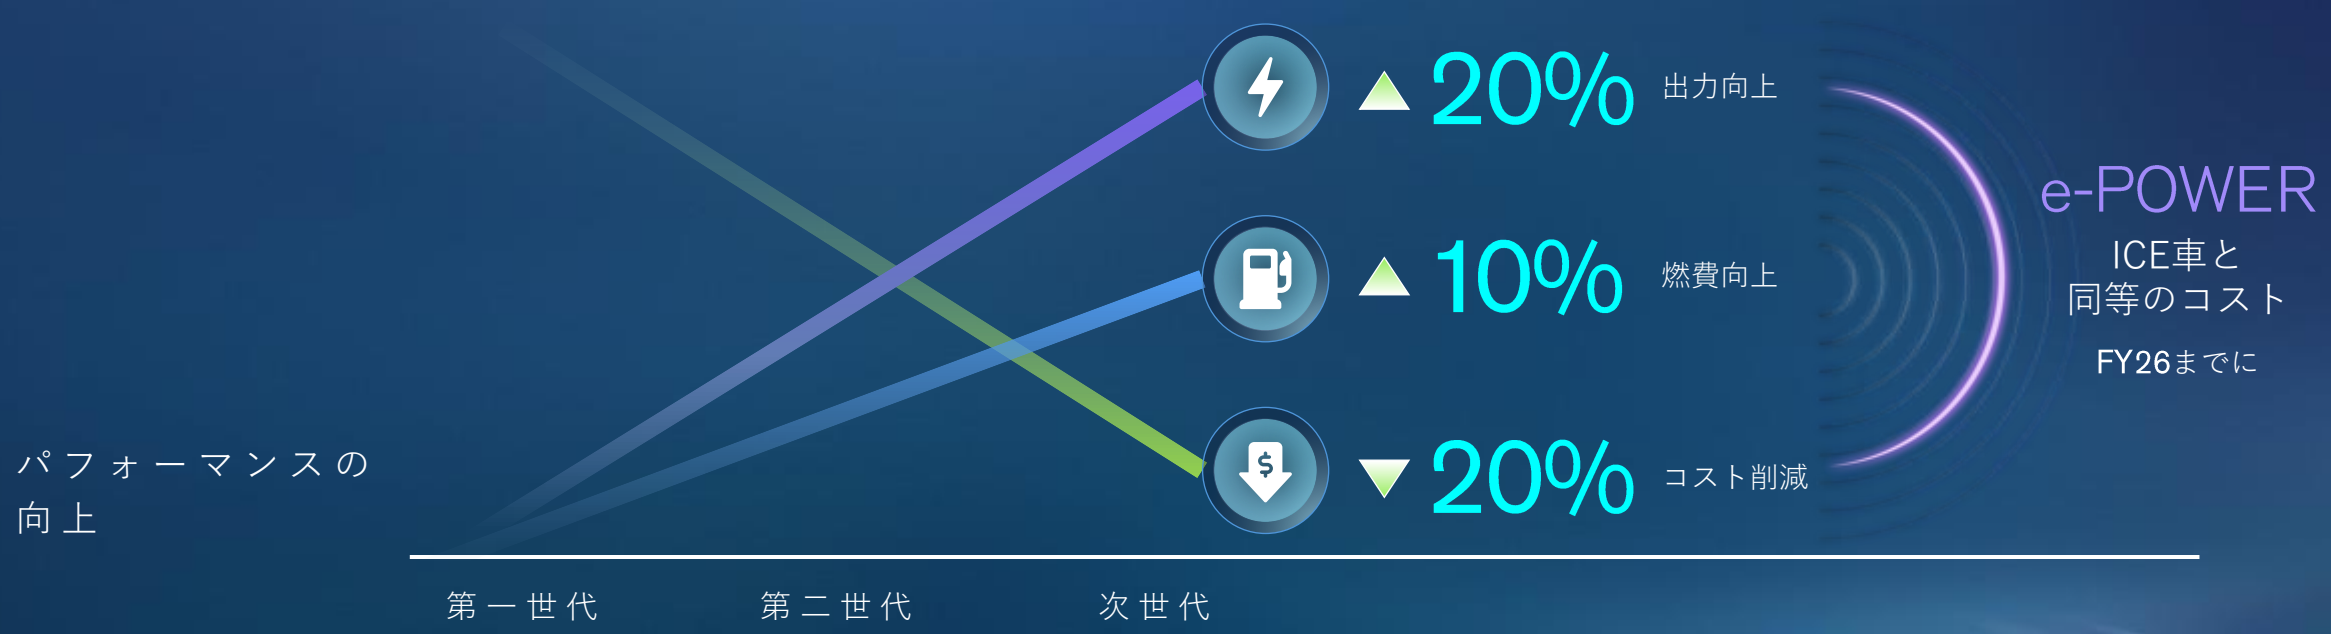 20% 出力向上
e-POWER
ICE車と
同等のコスト
FY26までに
10% 燃費向上
$ 20% コスト削減
パフォーマンスの
向上
第一世代 第二世代 次世代